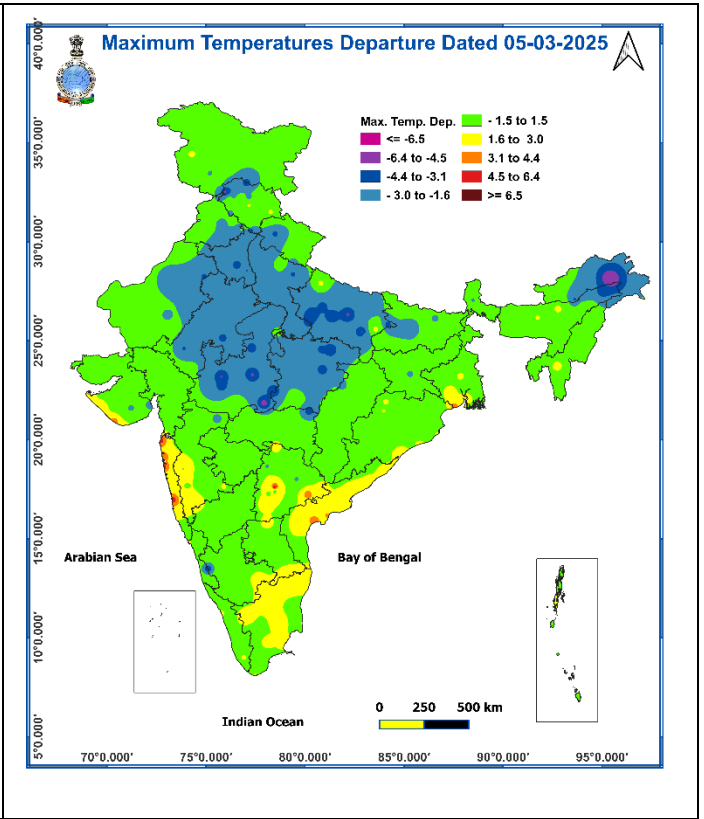 Maximum Temperatures Departure Dated 05-03-2025
Max. Temp. Dep.
<= -6.5
-6.4 to -4.5
-4.4 to -3.1
- 3.0 to -1.6
- 1.5 to 1.5
1.6 to 3.0
3.1 to 4.4
4.5 to 6.4
>= 6.5
Arabian Sea
Bay of Bengal
Indian Ocean
0 250 500 km
40°0.000'
35°0.000'
30°0.000'
25°0.000'
20°0.000'
15°0.000'
10°0.000'
5°0.000'
70°0.000' 75°0.000' 80°0.000' 85°0.000' 90°0.000' 95°0.000'